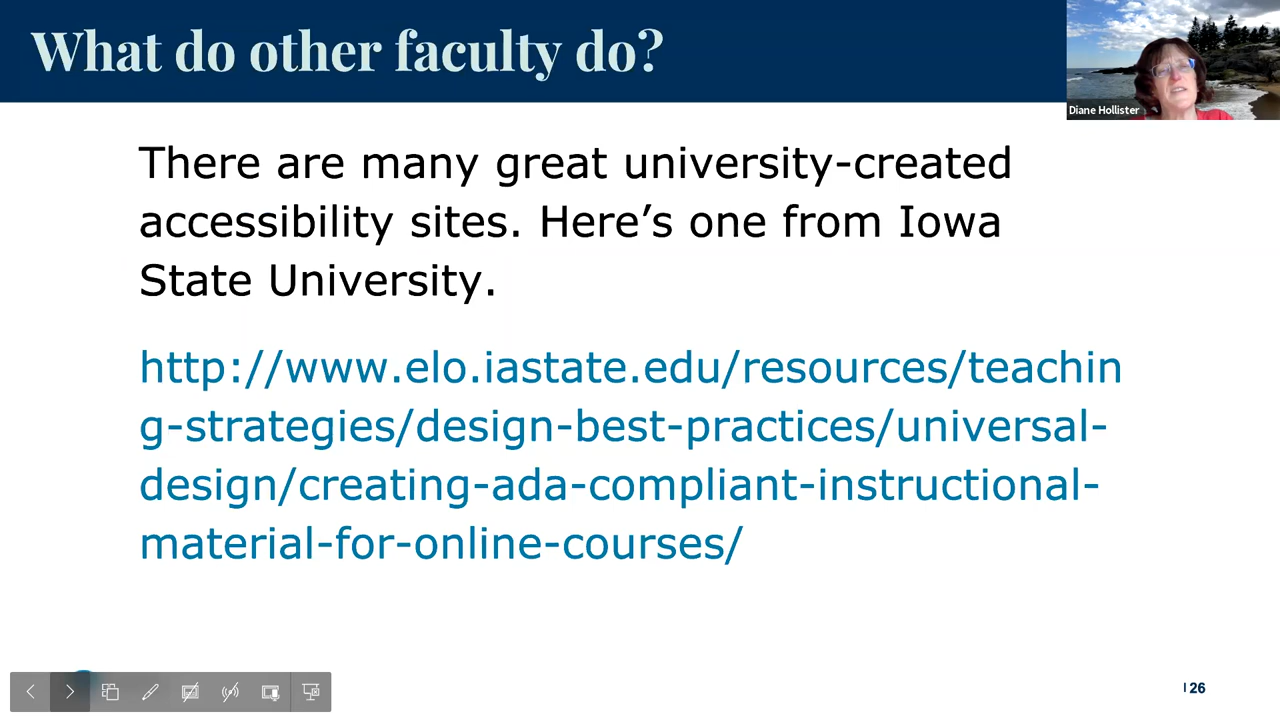 What do other faculty do?
Diane Hollister
There are many great university-created
accessibility sites. Here’s one from Iowa
State University.
http://www.elo.iastate.edu/resources/teachin
g-strategies/design-best-practices/universal-
design/creating-ada-compliant-instructional-
material-for-online-courses/
26